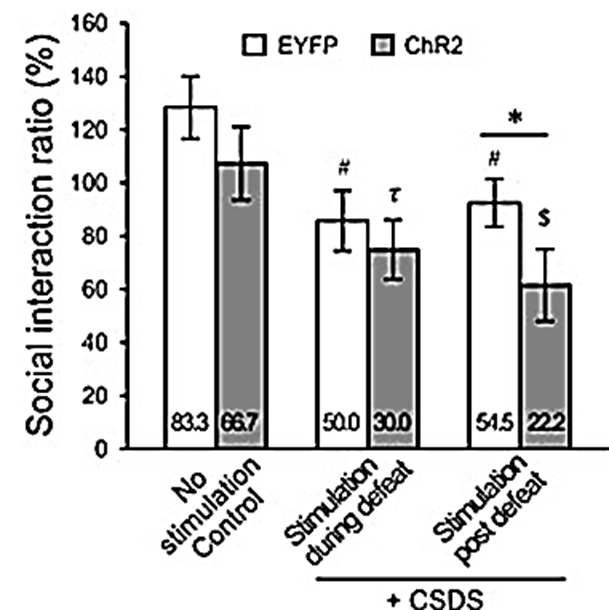 Social interaction ratio (%)
160
140
120
100
80
60
40
20
0
EYFP ChR2
# τ
*
# $
83.3 66.7 50.0 30.0 54.5 22.2
No
stimulation
Control
Stimulation
during defeat
Stimulation
post defeat
+ CSDS